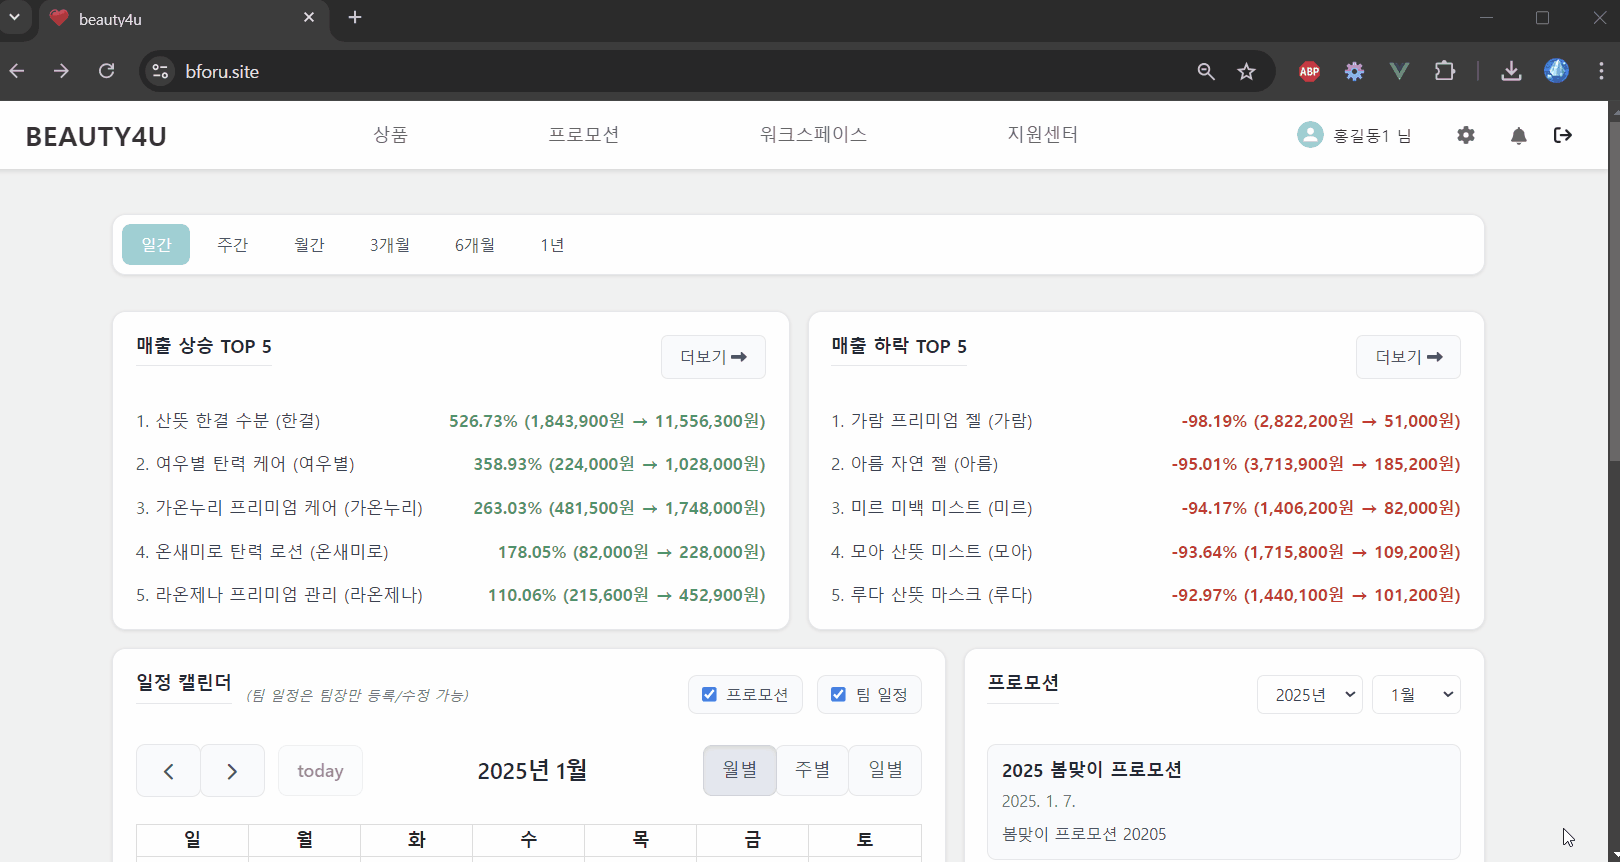 beauty4u
bforu.site
ABP
BEAUTY4U
상품
프로모션
워크스페이스
지원센터
홍길동1 님
일간
주간
월간
3개월
6개월
1년
매출 상승 TOP 5
더보기
1. 산뜻 한결 수분 (한결) 526.73% (1,843,900원 → 11,556,300원)
2. 여우별 탄력 케어 (여우별) 358.93% (224,000원 → 1,028,000원)
3. 가온누리 프리미엄 케어 (가온누리) 263.03% (481,500원 → 1,748,000원)
4. 온새미로 탄력 로션 (온새미로) 178.05% (82,000원 → 228,000원)
5. 라온제나 프리미엄 관리 (라온제나) 110.06% (215,600원 → 452,900원)
매출 하락 TOP 5
더보기
1. 가람 프리미엄 젤 (가람) -98.19% (2,822,200원 → 51,000원)
2. 아름 자연 젤 (아름) -95.01% (3,713,900원 → 185,200원)
3. 미르 미백 미스트 (미르) -94.17% (1,406,200원 → 82,000원)
4. 모아 산뜻 미스트 (모아) -93.64% (1,715,800원 → 109,200원)
5. 루다 산뜻 마스크 (루다) -92.97% (1,440,100원 → 101,200원)
일정 캘린더
(팀 일정은 팀장만 등록/수정 가능)
프로모션
팀 일정
today
2025년 1월
월별
주별
일별
일 월 화 수 목 금 토
프로모션
2025년
1월
2025 봄맞이 프로모션
2025. 1. 7.
봄맞이 프로모션 20205